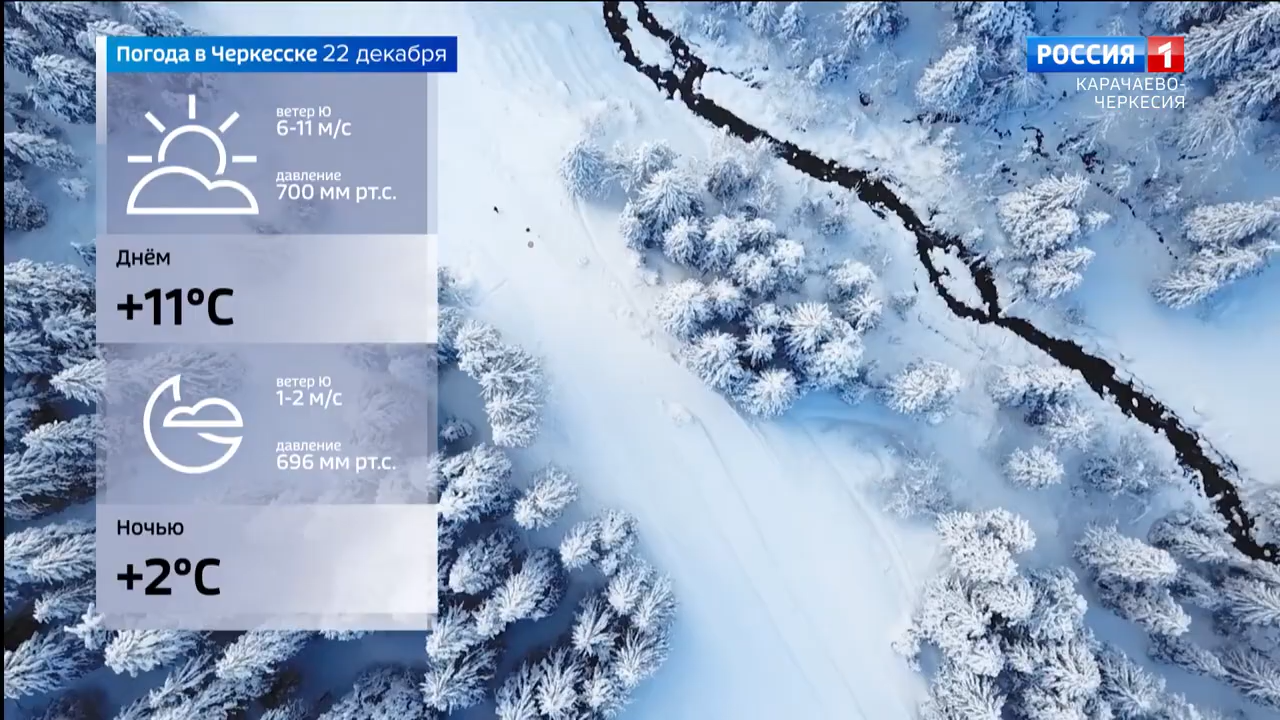 Погода в Черкесске 22 декабря
РОССИЯ 1
КАРАЧАЕВО-
ЧЕРКЕСИЯ
ветер Ю
6-11 м/с
давление
700 мм рт.с.
Днём
+11°C
ветер Ю
1-2 м/с
давление
696 мм рт.с.
Ночью
+2°C